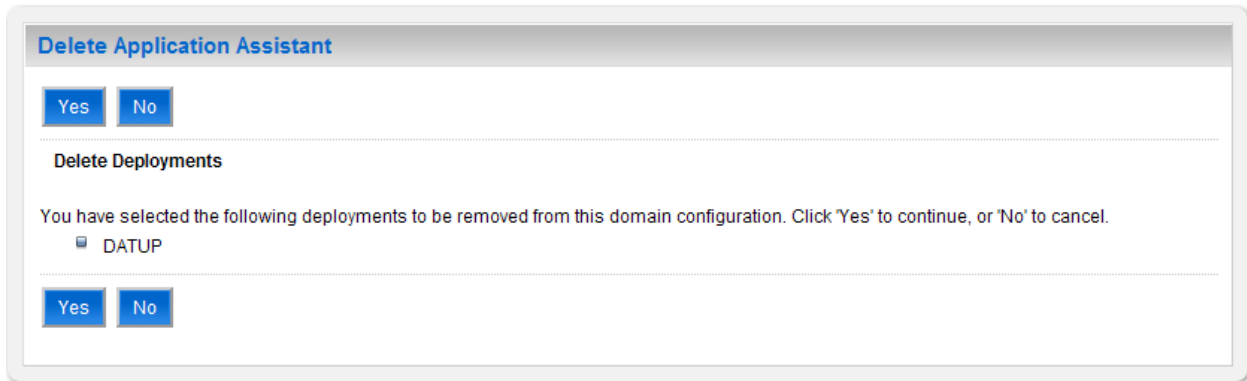 Delete Application Assistant
Yes No
Delete Deployments
You have selected the following deployments to be removed from this domain configuration. Click 'Yes' to continue, or 'No' to cancel.
DATUP
Yes No